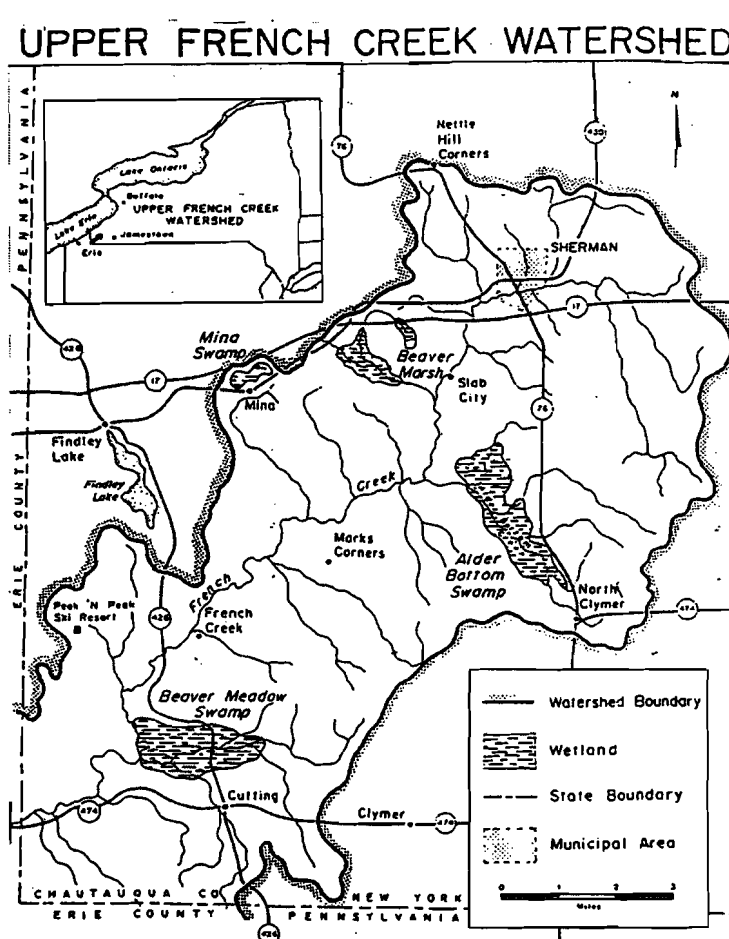 UPPER FRENCH CREEK WATERSHED
PENNSYLVANIA
ERIE COUNTY
N
Lake Ontario
Buffalo
UPPER FRENCH CREEK
WATERSHED
Lake Erie
Jamestown
Erie
76
430
Nettle
Hill
Corners
SHERMAN
17
426
Mina
Swamp
Beaver
Marsh
Slab
City
17
Mina
76
Findley
Lake
Findley
Lake
Creek
Marks
Corners
Alder
Bottom
Swamp
French
North
Clymer
474
Peek 'N Peak
Ski Resort
426
French
Creek
Beaver Meadow
Swamp
Cutting
474
Clymer
474
CHAUTAUQUA CO
NEW YORK
ERIE COUNTY
PENNSYLVANIA
426
Watershed Boundary
Wetland
State Boundary
Municipal Area
0 1 2 3
Miles